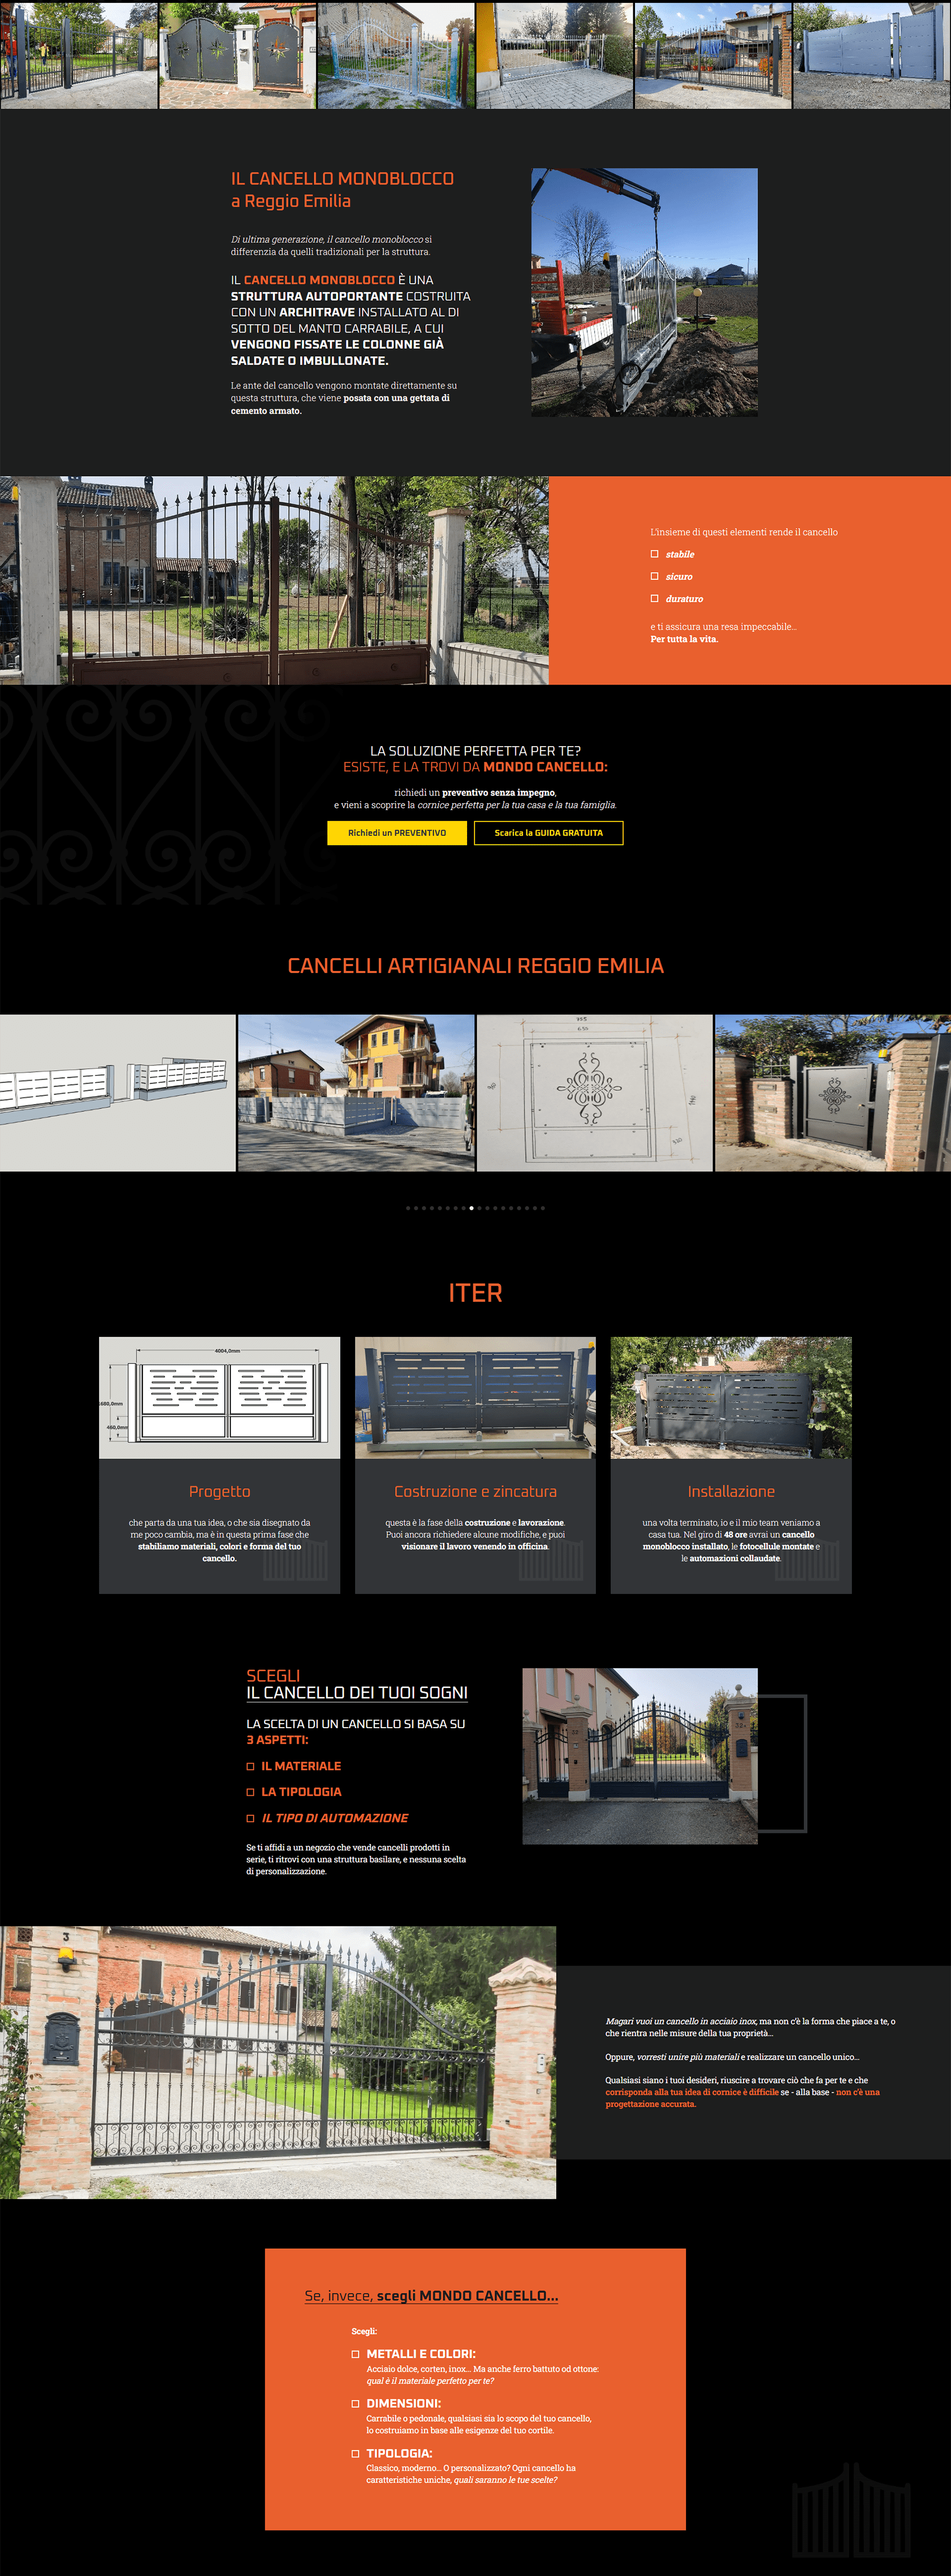 IL CANCELLO MONOBLOCCO
a Reggio Emilia
Di ultima generazione, il cancello monoblocco si
differenzia da quelli tradizionali per la struttura.
IL CANCELLO MONOBLOCCO È UNA
STRUTTURA AUTOPORTANTE COSTRUITA
CON UN ARCHITRAVE INSTALLATO AL DI
SOTTO DEL MANTO CARRABILE, A CUI
VENGONO FISSATE LE COLONNE GIÀ
SALDATE O IMBULLONATE.
Le ante del cancello vengono montate direttamente su
questa struttura, che viene posata con una gettata di
cemento armato.
L'insieme di questi elementi rende il cancello
stabile
sicuro
duraturo
e ti assicura una resa impeccabile...
Per tutta la vita.
LA SOLUZIONE PERFETTA PER TE?
ESISTE, E LA TROVI DA MONDO CANCELLO:
richiedi un preventivo senza impegno,
e vieni a scoprire la cornice perfetta per la tua casa e la tua famiglia.
Richiedi un PREVENTIVO
Scarica la GUIDA GRATUITA
CANCELLI ARTIGIANALI REGGIO EMILIA
ITER
4004,0mm
460,0mm
Progetto
che parta da una tua idea, o che sia disegnato da
me poco cambia, ma è in questa prima fase che
stabiliamo materiali, colori e forma del tuo
cancello.
Costruzione e zincatura
questa è la fase della costruzione e lavorazione.
Puoi ancora richiedere alcune modifiche, e puoi
visionare il lavoro venendo in officina.
Installazione
una volta terminato, io e il mio team veniamo a
casa tua. Nel giro di 48 ore avrai un cancello
monoblocco installato, le fotocellule montate e
le automazioni collaudate.
SCEGLI
IL CANCELLO DEI TUOI SOGNI
LA SCELTA DI UN CANCELLO SI BASA SU
3 ASPETTI:
IL MATERIALE
LA TIPOLOGIA
IL TIPO DI AUTOMAZIONE
Se ti affidi a un negozio che vende cancelli prodotti in
serie, ti ritrovi con una struttura basilare, e nessuna scelta
di personalizzazione.
3
Magari vuoi un cancello in acciaio inox, ma non c'è la forma che piace a te, o
che rientra nelle misure della tua proprietà...
Oppure, vorresti unire più materiali e realizzare un cancello unico...
Qualsiasi siano i tuoi desideri, riuscire a trovare ciò che fa per te e che
corrisponda alla tua idea di cornice è difficile se - alla base - non c'è una
progettazione accurata.
Se, invece, scegli MONDO CANCELLO...
Scegli:
METALLI E COLORI:
Acciaio dolce, corten, inox... Ma anche ferro battuto od ottone:
qual è il materiale perfetto per te?
DIMENSIONI:
Carrabile o pedonale, qualsiasi sia lo scopo del tuo cancello,
lo costruiamo in base alle esigenze del tuo cortile.
TIPOLOGIA:
Classico, moderno... O personalizzato? Ogni cancello ha
caratteristiche uniche, quali saranno le tue scelte?